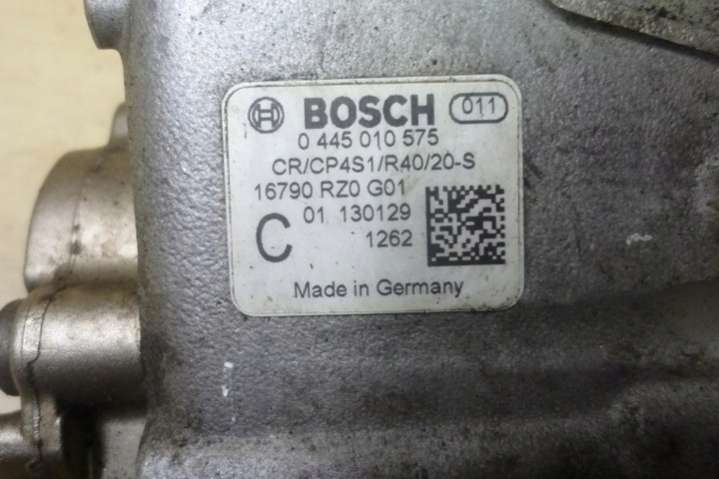 BOSCH 011
0 445 010 575
CR/CP4S1/R40/20-S
16790 RZ0 G01
C 01 130129
1262
Made in Germany